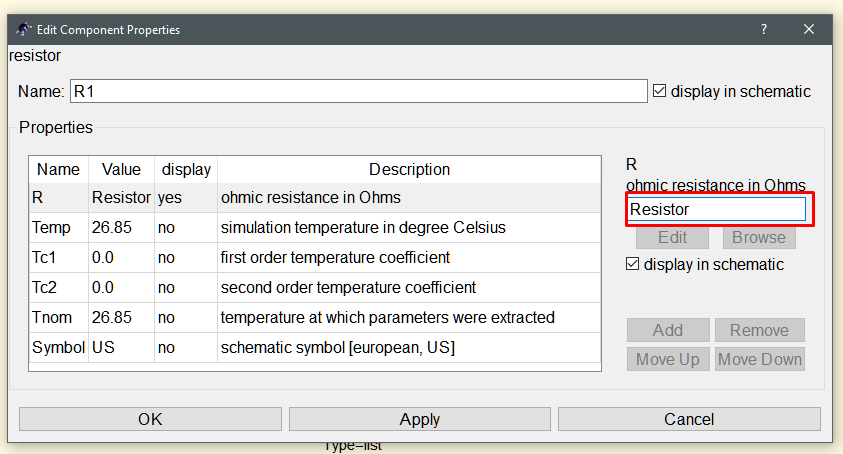 Edit Component Properties ?
resistor
Name: R1 display in schematic
Properties
Name Value display Description
R Resistor yes ohmic resistance in Ohms
Temp 26.85 no simulation temperature in degree Celsius
Tc1 0.0 no first order temperature coefficient
Tc2 0.0 no second order temperature coefficient
Tnom 26.85 no temperature at which parameters were extracted
Symbol US no schematic symbol [european, US]
R
ohmic resistance in Ohms
Resistor
Edit Browse
display in schematic
Add Remove
Move Up Move Down
OK Apply Cancel
Type=list